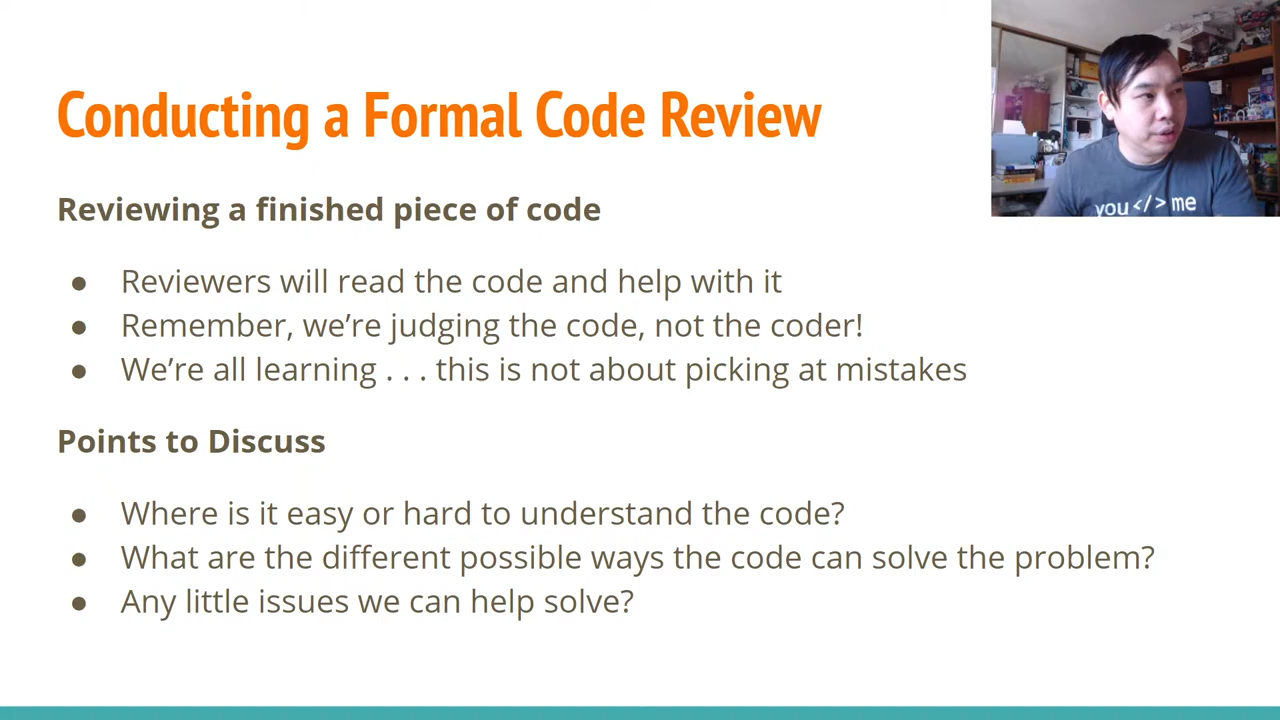 Conducting a Formal Code Review
you </> me
Reviewing a finished piece of code
● Reviewers will read the code and help with it
● Remember, we’re judging the code, not the coder!
● We’re all learning . . . this is not about picking at mistakes
Points to Discuss
● Where is it easy or hard to understand the code?
● What are the different possible ways the code can solve the problem?
● Any little issues we can help solve?